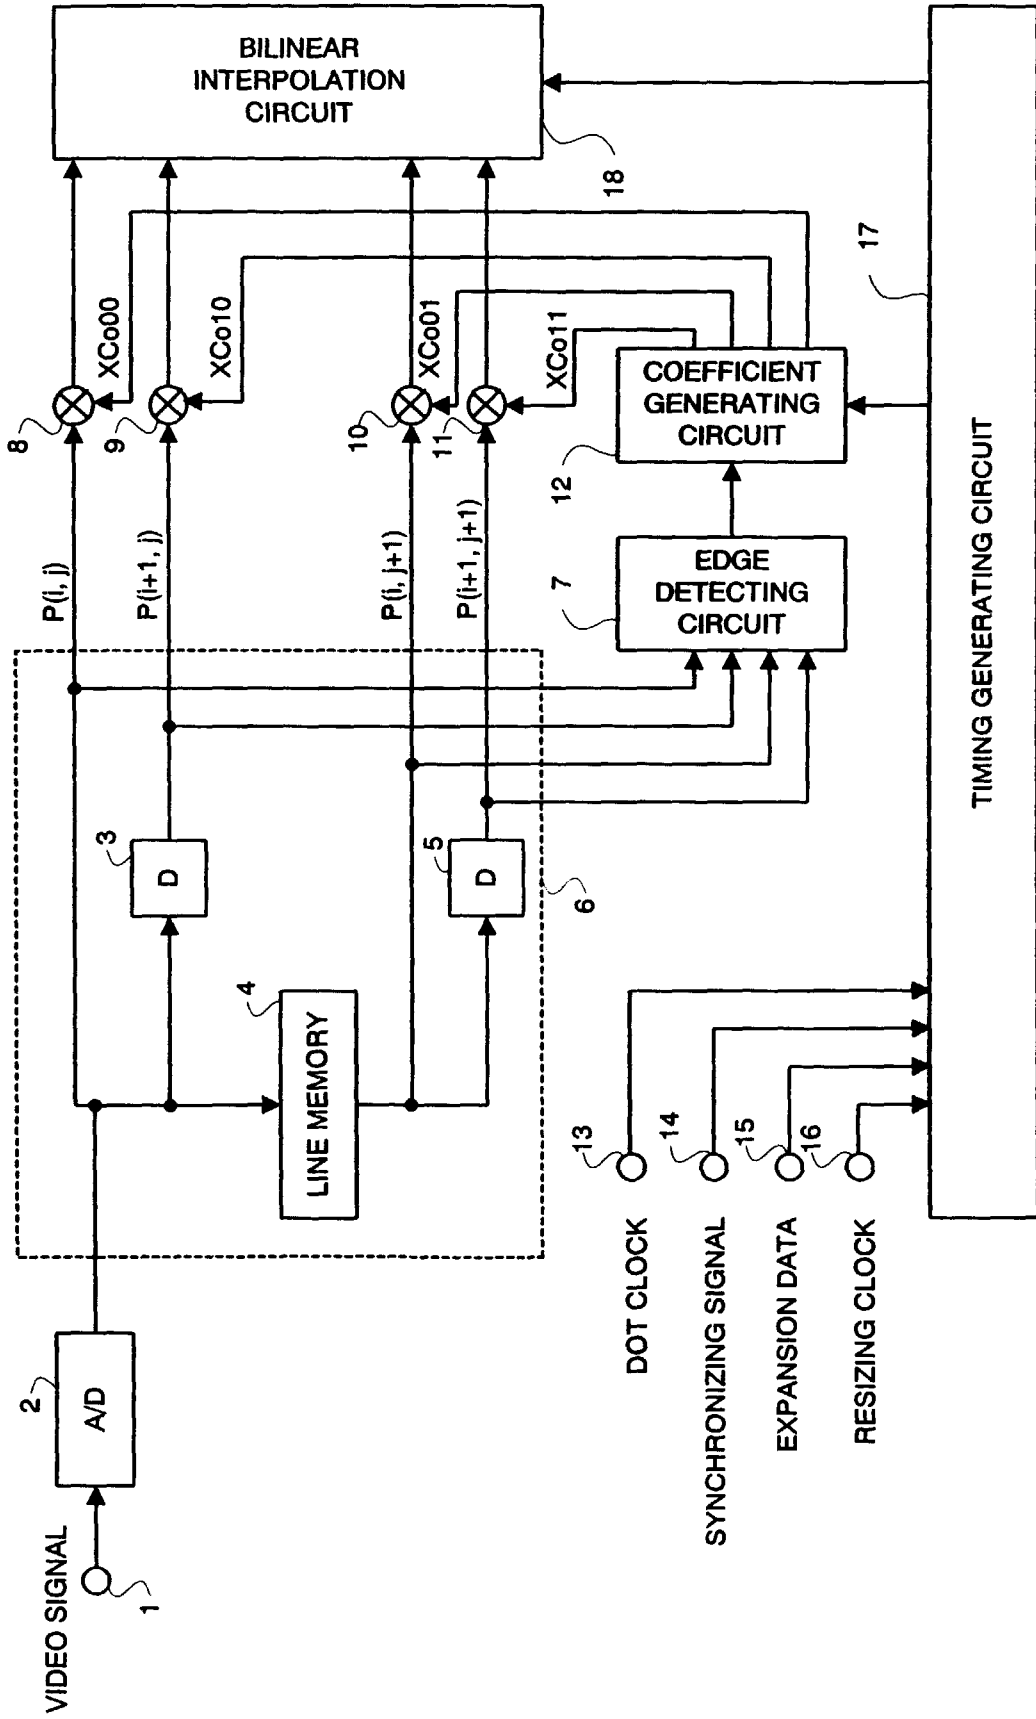 VIDEO SIGNAL
1
A/D
2
LINE MEMORY
4
D
3
D
5
6
P(i, j)
P(i+1, j)
P(i, j+1)
P(i+1, j+1)
8
9
10
11
XCo00
XCo10
XCo01
XCo11
BILINEAR
INTERPOLATION
CIRCUIT
18
EDGE
DETECTING
CIRCUIT
7
COEFFICIENT
GENERATING
CIRCUIT
12
DOT CLOCK
13
SYNCHRONIZING SIGNAL
14
EXPANSION DATA
15
RESIZING CLOCK
16
TIMING GENERATING CIRCUIT
17